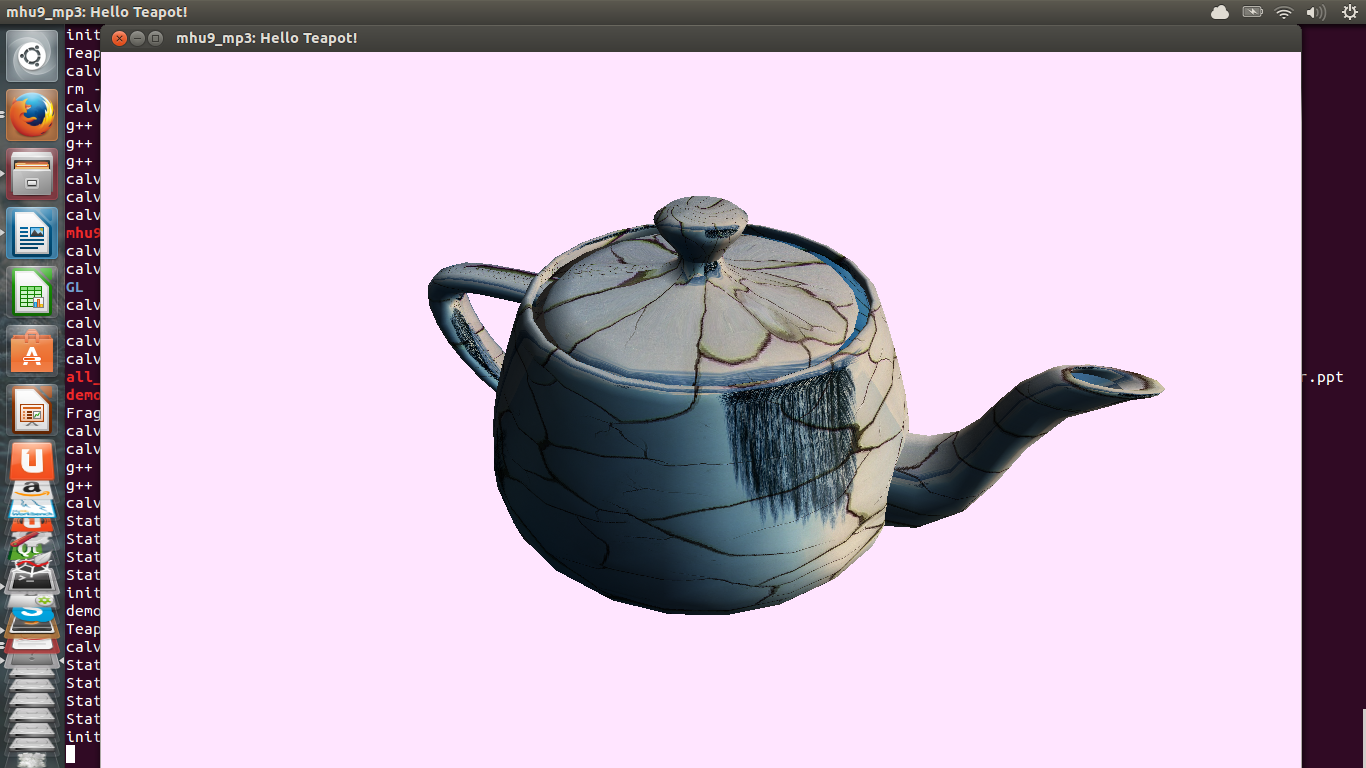 mhu9_mp3: Hello Teapot!
mhu9_mp3: Hello Teapot!
init
Teap
calv
rm -
calv
g++
g++
g++
calv
calv
calv
mhu9
calv
calv
GL
calv
calv
calv
calv
all_
r.ppt
demo
Frag
calv
calv
g++
g++
calv
Stat
Stat
Stat
Stat
init
demo
Teap
calv
Stat
Stat
Stat
Stat
init